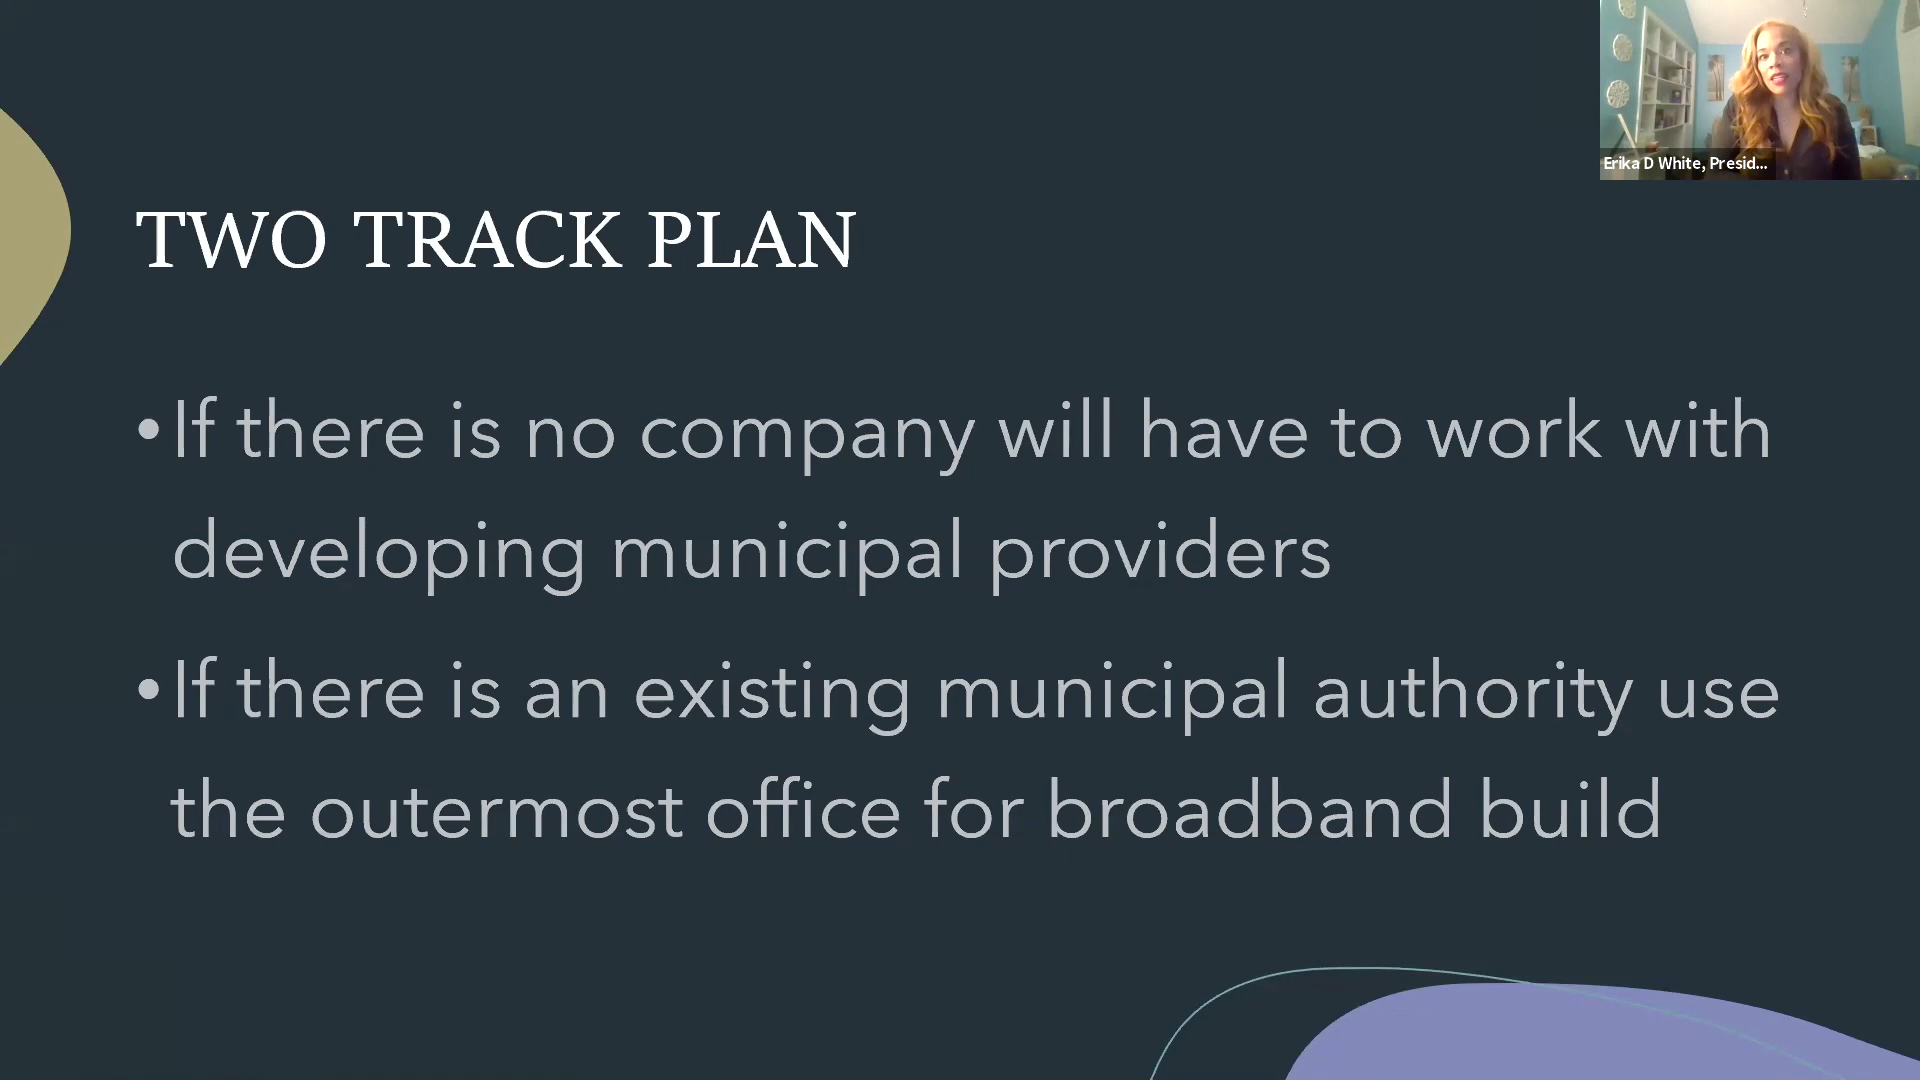 Erika D White, Presid...
TWO TRACK PLAN
•If there is no company will have to work with
developing municipal providers
•If there is an existing municipal authority use
the outermost office for broadband build